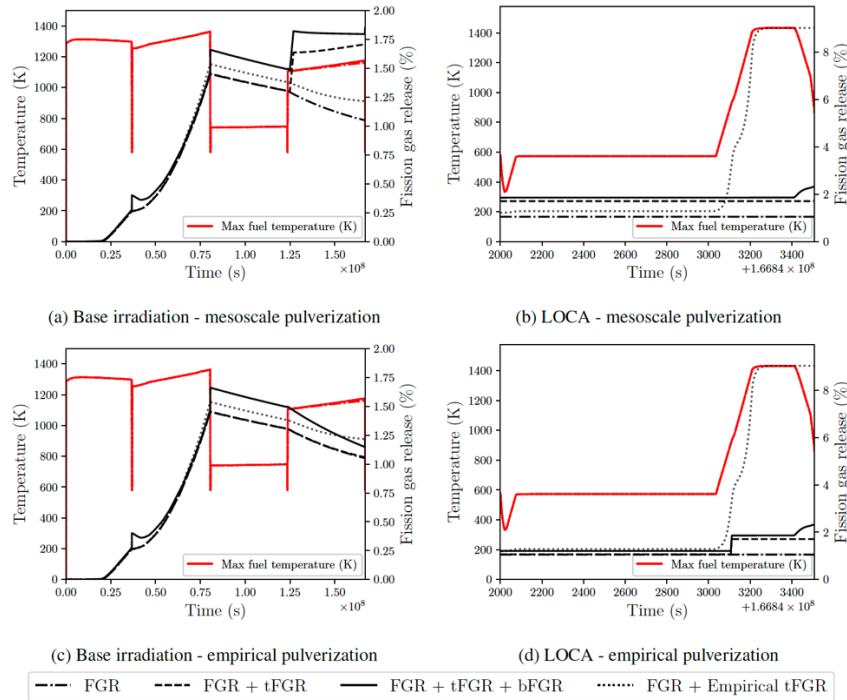 2.00
1400
1.75
1200
1.50
1000
1.25
800
1.00
600
0.75
400
0.50
200
0.25
0
0.00
Temperature (K)
Fission gas release (%)
Max fuel temperature (K)
0.00 0.25 0.50 0.75 1.00 1.25 1.50
×10⁸
Time (s)
(a) Base irradiation - mesoscale pulverization
1400
1200
1000
800
600
400
200
0
8
6
4
2
0
Temperature (K)
Fission gas release (%)
Max fuel temperature (K)
2000 2200 2400 2600 2800 3000 3200 3400
+1.6684 × 10⁸
Time (s)
(b) LOCA - mesoscale pulverization
2.00
1400
1.75
1200
1.50
1000
1.25
800
1.00
600
0.75
400
0.50
200
0.25
0
0.00
Temperature (K)
Fission gas release (%)
Max fuel temperature (K)
0.00 0.25 0.50 0.75 1.00 1.25 1.50
×10⁸
Time (s)
(c) Base irradiation - empirical pulverization
1400
1200
1000
800
600
400
200
0
8
6
4
2
0
Temperature (K)
Fission gas release (%)
Max fuel temperature (K)
2000 2200 2400 2600 2800 3000 3200 3400
+1.6684 × 10⁸
Time (s)
(d) LOCA - empirical pulverization
FGR FGR + tFGR FGR + tFGR + bFGR FGR + Empirical tFGR